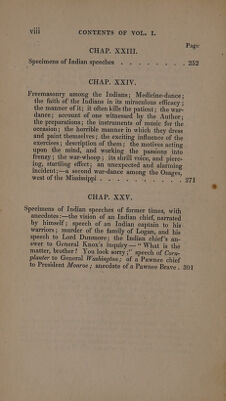 viii CONTENTS OF VOL. I.
Page
CHAP. XXIII.
Specimens of Indian speeches . . . . . . . . 252
CHAP. XXIV.
Freemasonry among the Indians; Medicine-dance;
the faith of the Indians in its miraculous efficacy;
the manner of it; it often kills the patient; the war-
dance; account of one witnessed by the Author;
the preparations; the instruments of music for the
occasion; the horrible manner in which they dress
and paint themselves; the exciting influence of the
exercises; description of them; the motives acting
upon the mind, and working the passions into
frenzy; the war-whoop; its shrill voice, and pierc-
ing, startling effect; an unexpected and alarming
incident;—a second war-dance among the Osages,
west of the Mississippi . . . . . . . . . . 271
CHAP. XXV.
Specimens of Indian speeches of former times, with
anecdotes:—the vision of an Indian chief, narrated
by himself; speech of an Indian captain to his
warriors; murder of the family of Logan, and his
speech to Lord Dunmore; the Indian chief's an-
swer to General Knox's inquiry—"What is the
matter, brother? You look sorry;" speech of Corn-
planter to General Washington; of a Pawnee chief
to President Monroe; anecdote of a Pawnee Brave . 301